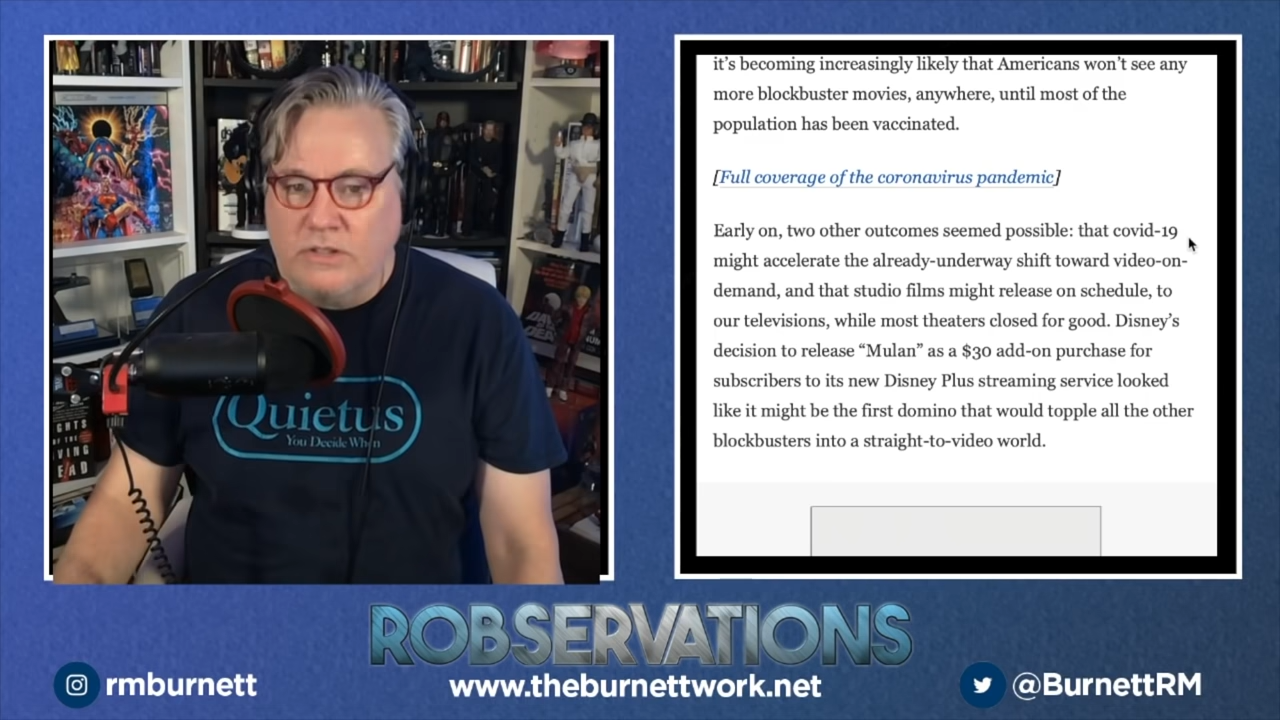 it's becoming increasingly likely that Americans won't see any
more blockbuster movies, anywhere, until most of the
population has been vaccinated.
[Full coverage of the coronavirus pandemic]
Early on, two other outcomes seemed possible: that covid-19
might accelerate the already-underway shift toward video-on-
demand, and that studio films might release on schedule, to
our televisions, while most theaters closed for good. Disney's
decision to release “Mulan” as a $30 add-on purchase for
subscribers to its new Disney Plus streaming service looked
like it might be the first domino that would topple all the other
blockbusters into a straight-to-video world.
Quietus
You Decide When
ROBSERVATIONS
rmburnett
www.theburnettwork.net
@BurnettRM